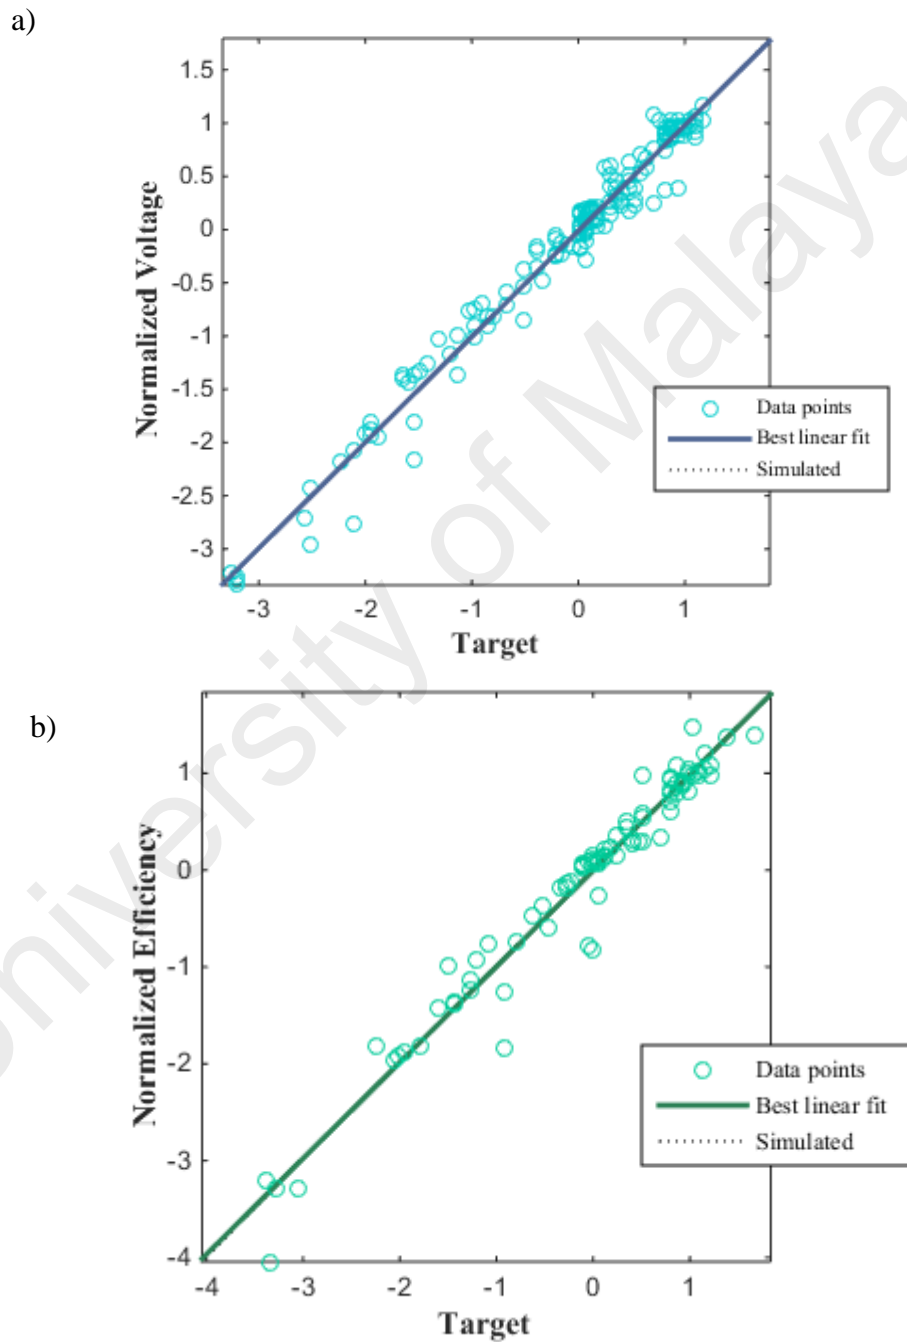 a)
1.5
1
0.5
0
-0.5
-1
-1.5
-2
-2.5
-3
Normalized Voltage
-3 -2 -1 0 1
Target
Data points
Best linear fit
Simulated
b)
1
0
-1
-2
-3
-4
Normalized Efficiency
-4 -3 -2 -1 0 1
Target
Data points
Best linear fit
Simulated
University of Malaya